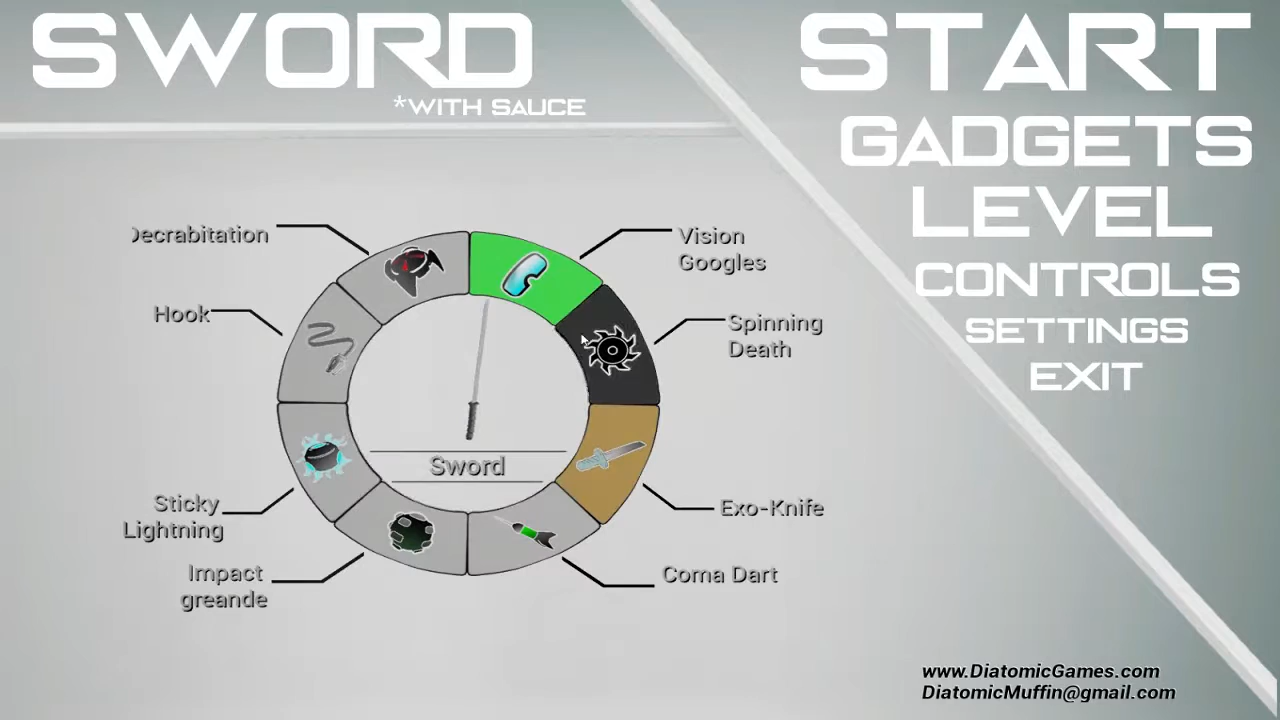 SWORD
*WITH SAUCE
START
GADGETS
LEVEL
CONTROLS
SETTINGS
EXIT
Decrabitation
Vision
Googles
Hook
Spinning
Death
Sword
Sticky
Lightning
Exo-Knife
Impact
greande
Coma Dart
www.DiatomicGames.com
DiatomicMuffin@gmail.com